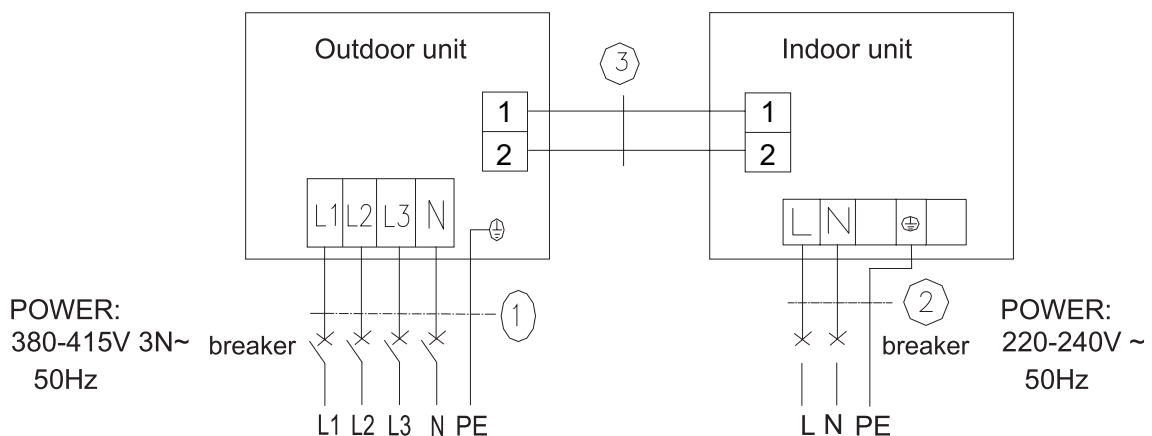 Outdoor unit
Indoor unit
3
1
1
2
2
L1 L2 L3 N
L N
1
2
POWER:
380-415V 3N~
50Hz
breaker
breaker
POWER:
220-240V ~
50Hz
L1 L2 L3 N PE
L N PE